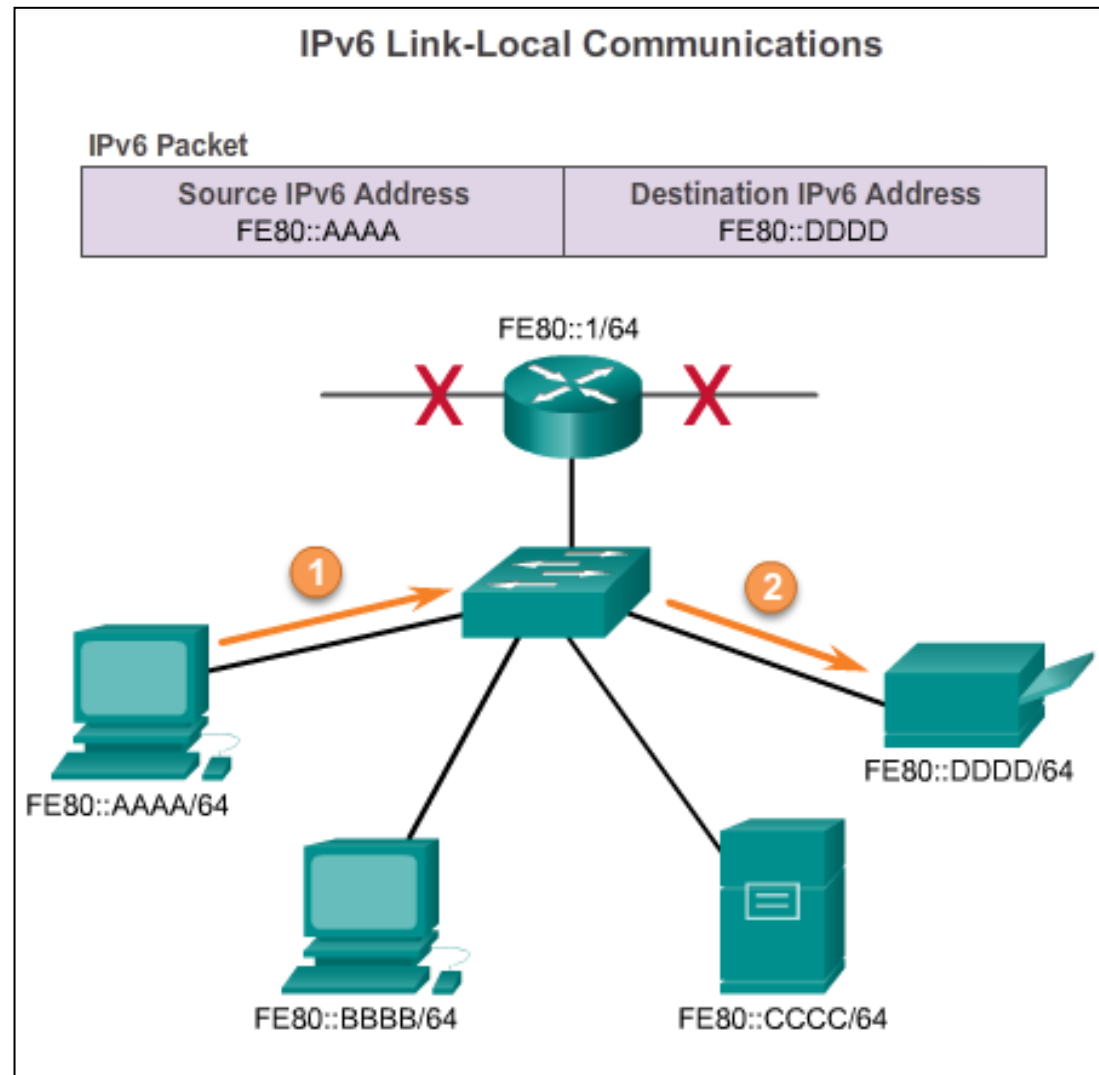 IPv6 Link-Local Communications
IPv6 Packet
Source IPv6 Address
FE80::AAAA
Destination IPv6 Address
FE80::DDDD
FE80::1/64
X
X
1
2
FE80::AAAA/64
FE80::DDDD/64
FE80::BBBB/64
FE80::CCCC/64